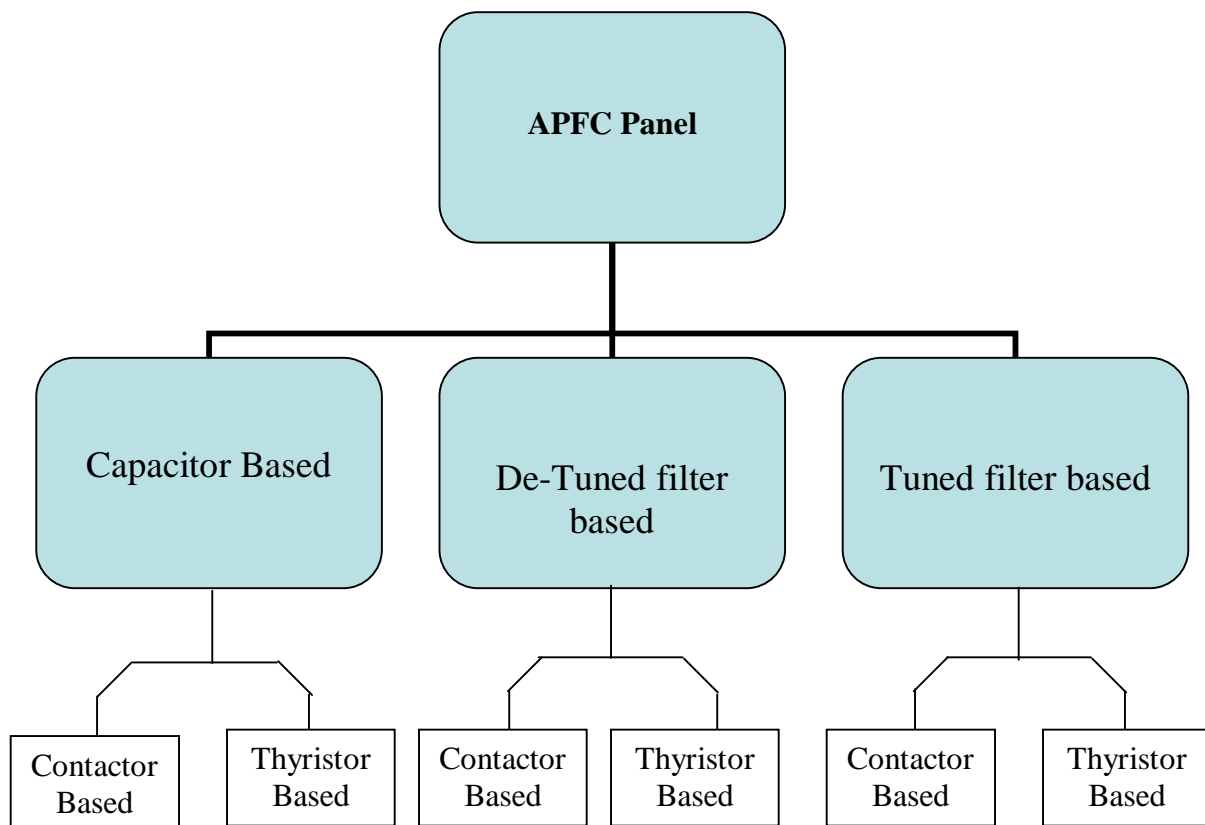 APFC Panel
Capacitor Based
De-Tuned filter
based
Tuned filter based
Contactor
Based
Thyristor
Based
Contactor
Based
Thyristor
Based
Contactor
Based
Thyristor
Based